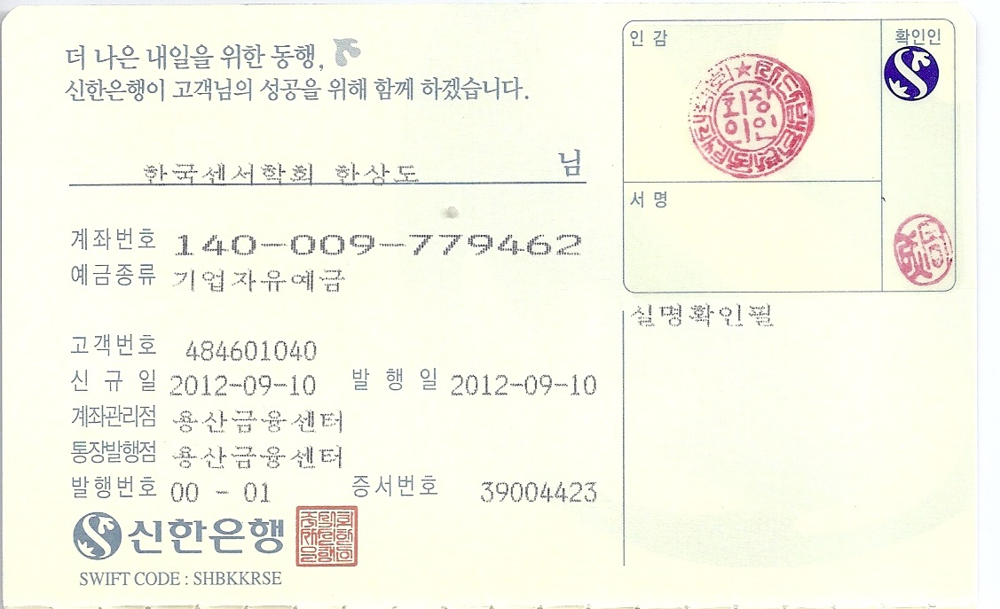 더 나은 내일을 위한 동행,
신한은행이 고객님의 성공을 위해 함께 하겠습니다.
한국센서학회 한상도 님
계좌번호 140-009-779462
예금종류 기업자유예금
고객번호 484601040
신규일 2012-09-10 발행일 2012-09-10
계좌관리점 용산금융센터
통장발행점 용산금융센터
발행번호 00 - 01 증서번호 39004423
신한은행
SWIFT CODE : SHBKKRSE
인감
회장
의인
확인인
서명
실명확인필